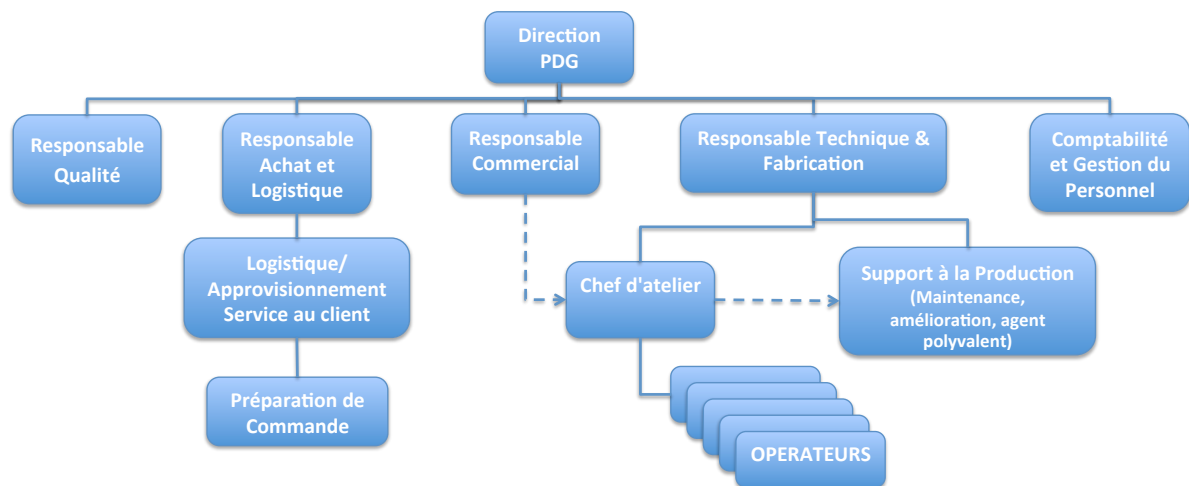 Direction
PDG
Responsable
Qualité
Responsable
Achat et
Logistique
Responsable
Commercial
Responsable Technique &
Fabrication
Comptabilité
et Gestion du
Personnel
Logistique/
Approvisionnement
Service au client
Chef d'atelier
Support à la Production
(Maintenance,
amélioration, agent
polyvalent)
Préparation de
Commande
OPERATEURS